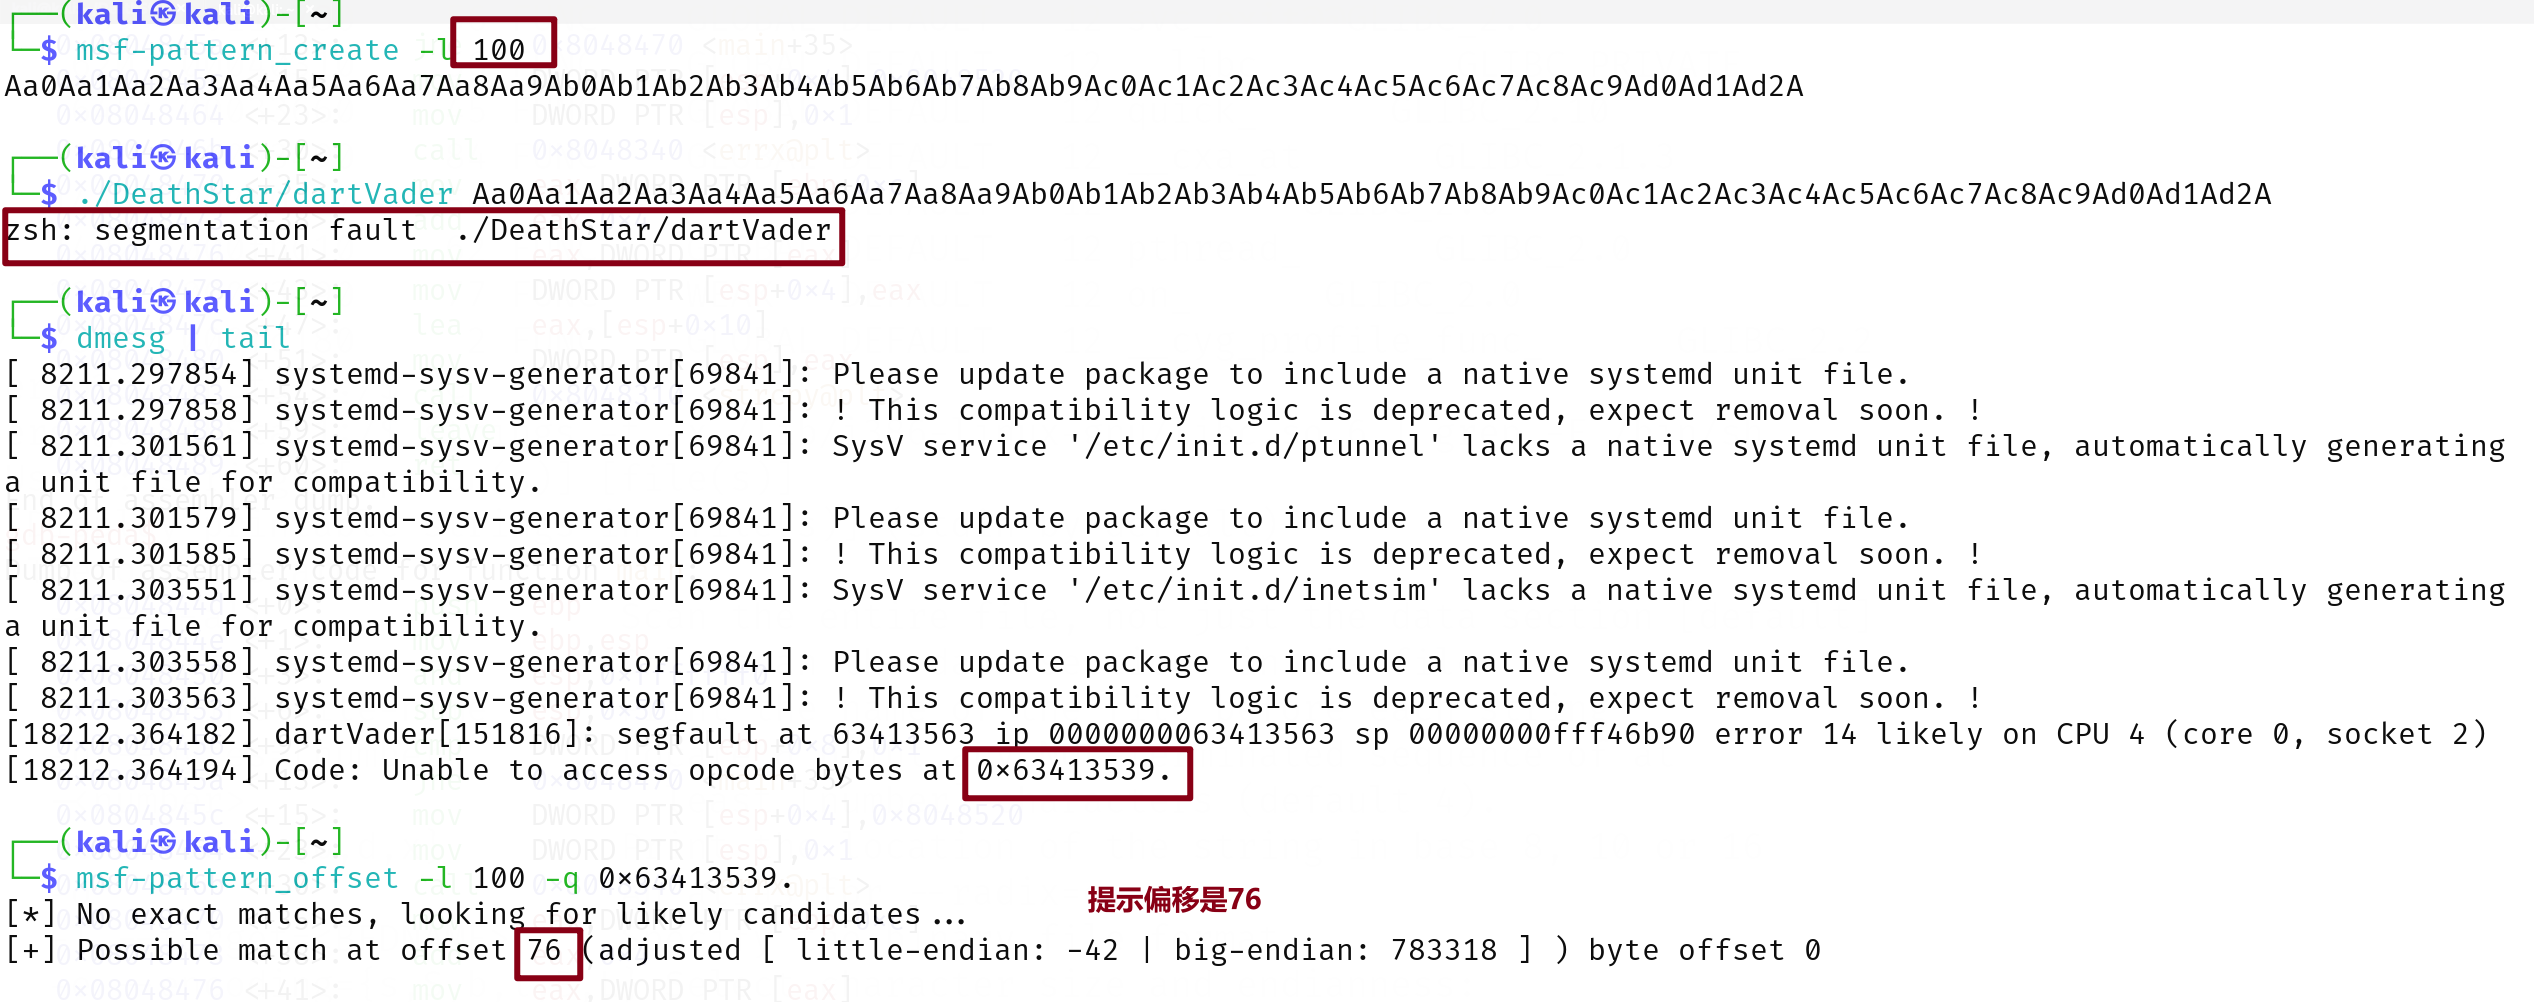 ┌──(kali㉿kali)-[~]
└─$ msf-pattern_create -l 100
Aa0Aa1Aa2Aa3Aa4Aa5Aa6Aa7Aa8Aa9Ab0Ab1Ab2Ab3Ab4Ab5Ab6Ab7Ab8Ab9Ac0Ac1Ac2Ac3Ac4Ac5Ac6Ac7Ac8Ac9Ad0Ad1Ad2A
┌──(kali㉿kali)-[~]
└─$ ./DeathStar/dartVader Aa0Aa1Aa2Aa3Aa4Aa5Aa6Aa7Aa8Aa9Ab0Ab1Ab2Ab3Ab4Ab5Ab6Ab7Ab8Ab9Ac0Ac1Ac2Ac3Ac4Ac5Ac6Ac7Ac8Ac9Ad0Ad1Ad2A
zsh: segmentation fault  ./DeathStar/dartVader
┌──(kali㉿kali)-[~]
└─$ dmesg | tail
[ 8211.297854] systemd-sysv-generator[69841]: Please update package to include a native systemd unit file.
[ 8211.297858] systemd-sysv-generator[69841]: ! This compatibility logic is deprecated, expect removal soon. !
[ 8211.301561] systemd-sysv-generator[69841]: SysV service '/etc/init.d/ptunnel' lacks a native systemd unit file, automatically generating
a unit file for compatibility.
[ 8211.301579] systemd-sysv-generator[69841]: Please update package to include a native systemd unit file.
[ 8211.301585] systemd-sysv-generator[69841]: ! This compatibility logic is deprecated, expect removal soon. !
[ 8211.303551] systemd-sysv-generator[69841]: SysV service '/etc/init.d/inetsim' lacks a native systemd unit file, automatically generating
a unit file for compatibility.
[ 8211.303558] systemd-sysv-generator[69841]: Please update package to include a native systemd unit file.
[ 8211.303563] systemd-sysv-generator[69841]: ! This compatibility logic is deprecated, expect removal soon. !
[18212.364182] dartVader[151816]: segfault at 63413563 ip 0000000063413563 sp 00000000fff46b90 error 14 likely on CPU 4 (core 0, socket 2)
[18212.364194] Code: Unable to access opcode bytes at 0×63413539.
┌──(kali㉿kali)-[~]
└─$ msf-pattern_offset -l 100 -q 0×63413539.
提示偏移是76
[*] No exact matches, looking for likely candidates...
[+] Possible match at offset 76 (adjusted [ little-endian: -42 | big-endian: 783318 ] ) byte offset 0